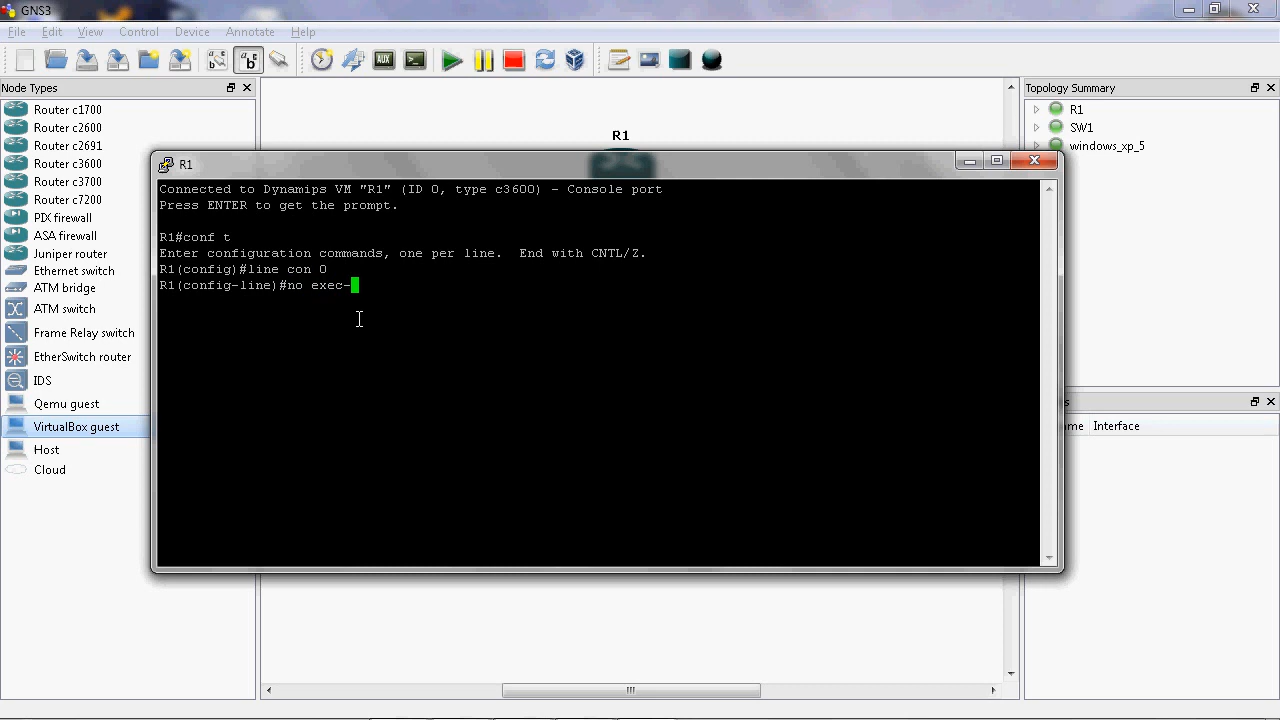 GNS3
File Edit View Control Device Annotate Help
AUX
Node Types
Router c1700
Router c2600
Router c2691
Router c3600
Router c3700
Router c7200
PIX firewall
ASA firewall
Juniper router
Ethernet switch
ATM bridge
ATM switch
Frame Relay switch
EtherSwitch router
IDS
Qemu guest
VirtualBox guest
Host
Cloud
R1
R1
Connected to Dynamips VM "R1" (ID 0, type c3600) - Console port
Press ENTER to get the prompt.
R1#conf t
Enter configuration commands, one per line.  End with CNTL/Z.
R1(config)#line con 0
R1(config-line)#no exec-
Topology Summary
R1
SW1
windows_xp_5
Interface